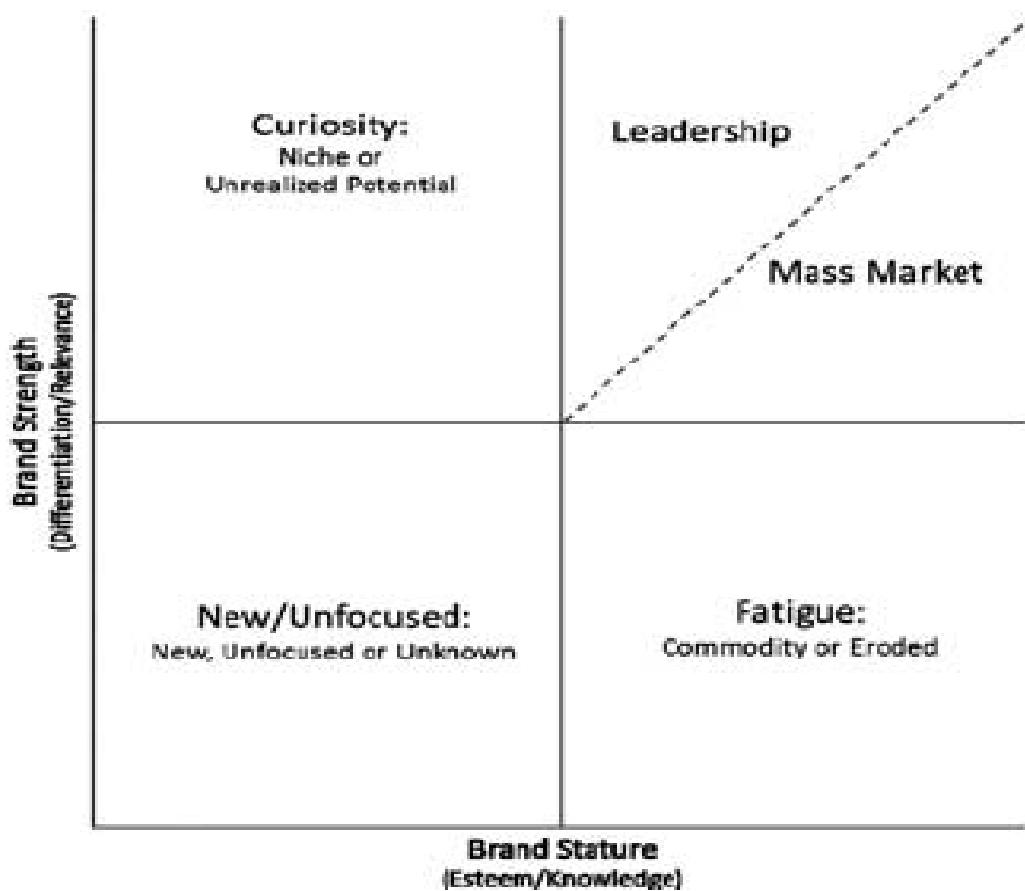 Curiosity:
Niche or
Unrealized Potential
Leadership
Mass Market
Brand Strength
(Differentiation/Relevance)
New/Unfocused:
New, Unfocused or Unknown
Fatigue:
Commodity or Eroded
Brand Stature
(Esteem/Knowledge)